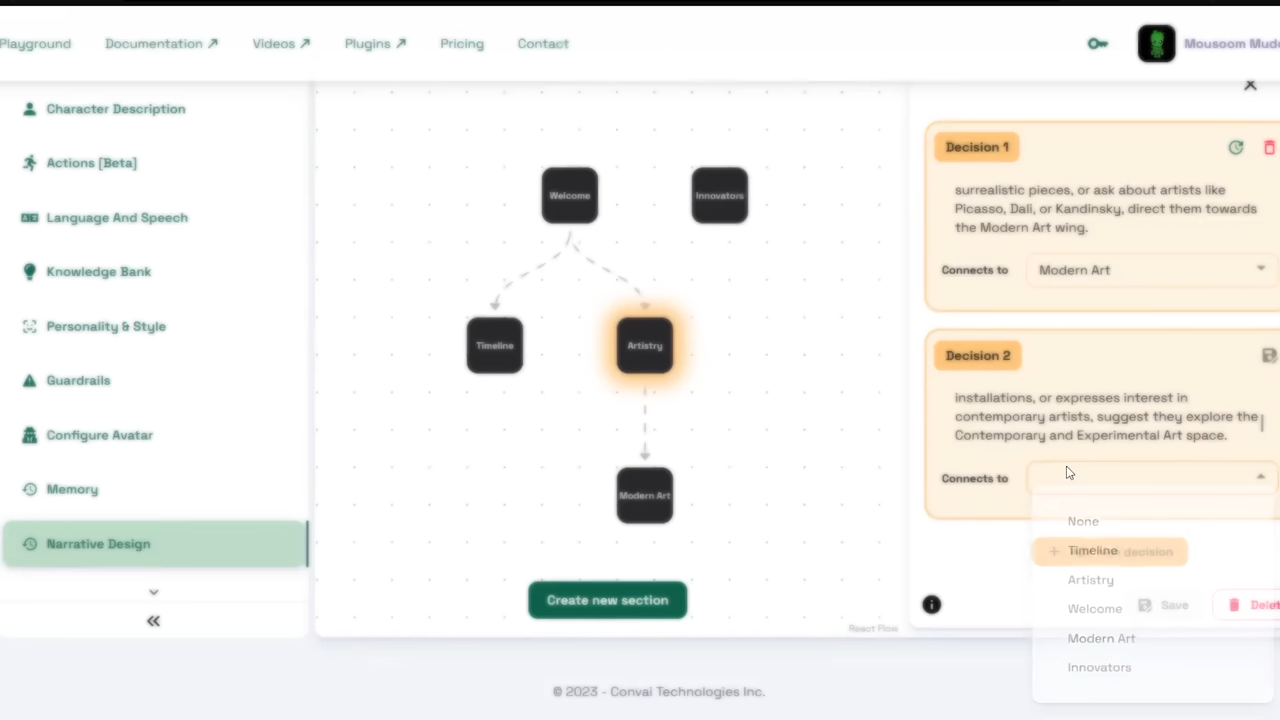 Playground
Documentation ↗
Videos ↗
Plugins ↗
Pricing
Contact
Mousoom
Character Description
Actions [Beta]
Language And Speech
Knowledge Bank
Personality & Style
Guardrails
Configure Avatar
Memory
Narrative Design
Welcome
Innovators
Timeline
Artistry
Modern Art
Create new section
React Flow
Decision 1
surrealistic pieces, or ask about artists like
Picasso, Dali, or Kandinsky, direct them towards
the Modern Art wing.
Connects to
Modern Art
Decision 2
installations, or expresses interest in
contemporary artists, suggest they explore the
Contemporary and Experimental Art space.
Connects to
None
Timeline
+ decision
Artistry
Welcome
Save
Modern Art
Innovators
© 2023 - Convai Technologies Inc.